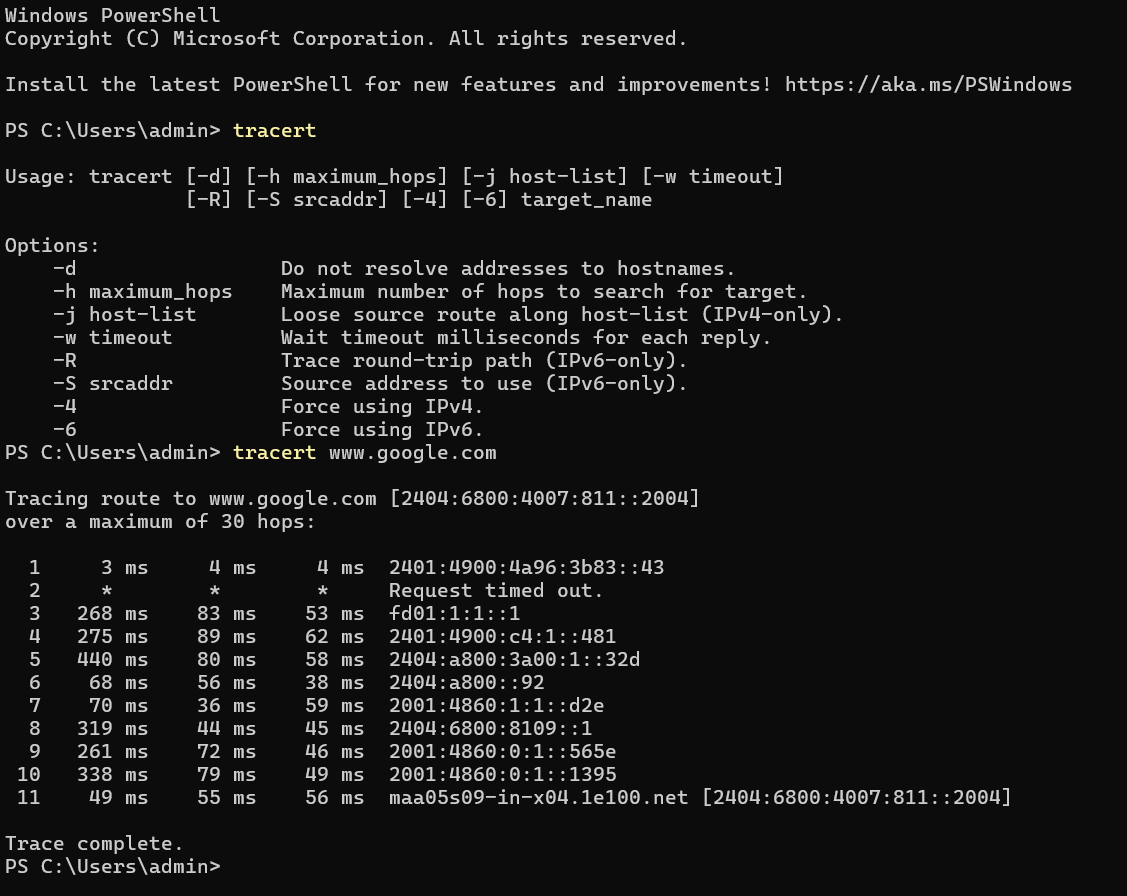 Windows PowerShell
Copyright (C) Microsoft Corporation. All rights reserved.
Install the latest PowerShell for new features and improvements! https://aka.ms/PSWindows
PS C:\Users\admin> tracert
Usage: tracert [-d] [-h maximum_hops] [-j host-list] [-w timeout]
               [-R] [-S srcaddr] [-4] [-6] target_name
Options:
    -d                 Do not resolve addresses to hostnames.
    -h maximum_hops    Maximum number of hops to search for target.
    -j host-list       Loose source route along host-list (IPv4-only).
    -w timeout         Wait timeout milliseconds for each reply.
    -R                 Trace round-trip path (IPv6-only).
    -S srcaddr         Source address to use (IPv6-only).
    -4                 Force using IPv4.
    -6                 Force using IPv6.
PS C:\Users\admin> tracert www.google.com
Tracing route to www.google.com [2404:6800:4007:811::2004]
over a maximum of 30 hops:
  1     3 ms     4 ms     4 ms  2401:4900:4a96:3b83::43
  2     *        *        *     Request timed out.
  3   268 ms    83 ms    53 ms  fd01:1:1::1
  4   275 ms    89 ms    62 ms  2401:4900:c4:1::481
  5   440 ms    80 ms    58 ms  2404:a800:3a00:1::32d
  6    68 ms    56 ms    38 ms  2404:a800::92
  7    70 ms    36 ms    59 ms  2001:4860:1:1::d2e
  8   319 ms    44 ms    45 ms  2404:6800:8109::1
  9   261 ms    72 ms    46 ms  2001:4860:0:1::565e
 10   338 ms    79 ms    49 ms  2001:4860:0:1::1395
 11    49 ms    55 ms    56 ms  maa05s09-in-x04.1e100.net [2404:6800:4007:811::2004]
Trace complete.
PS C:\Users\admin>